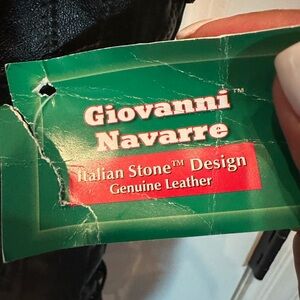 Giovanni™
Navarre
Italian Stone™ Design
Genuine Leather